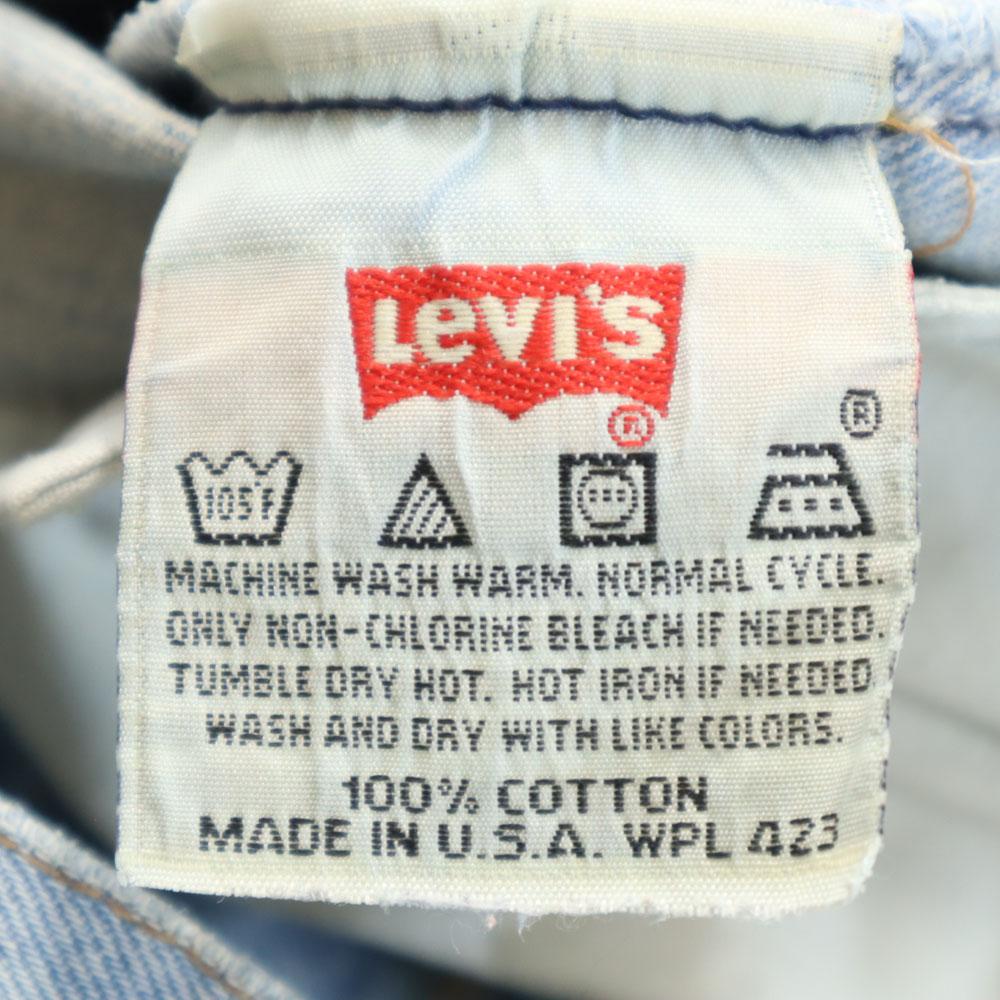 Levi's
®
®
105°F
MACHINE WASH WARM. NORMAL CYCLE.
ONLY NON-CHLORINE BLEACH IF NEEDED.
TUMBLE DRY HOT. HOT IRON IF NEEDED
WASH AND DRY WITH LIKE COLORS.
100% COTTON
MADE IN U.S.A. WPL 423